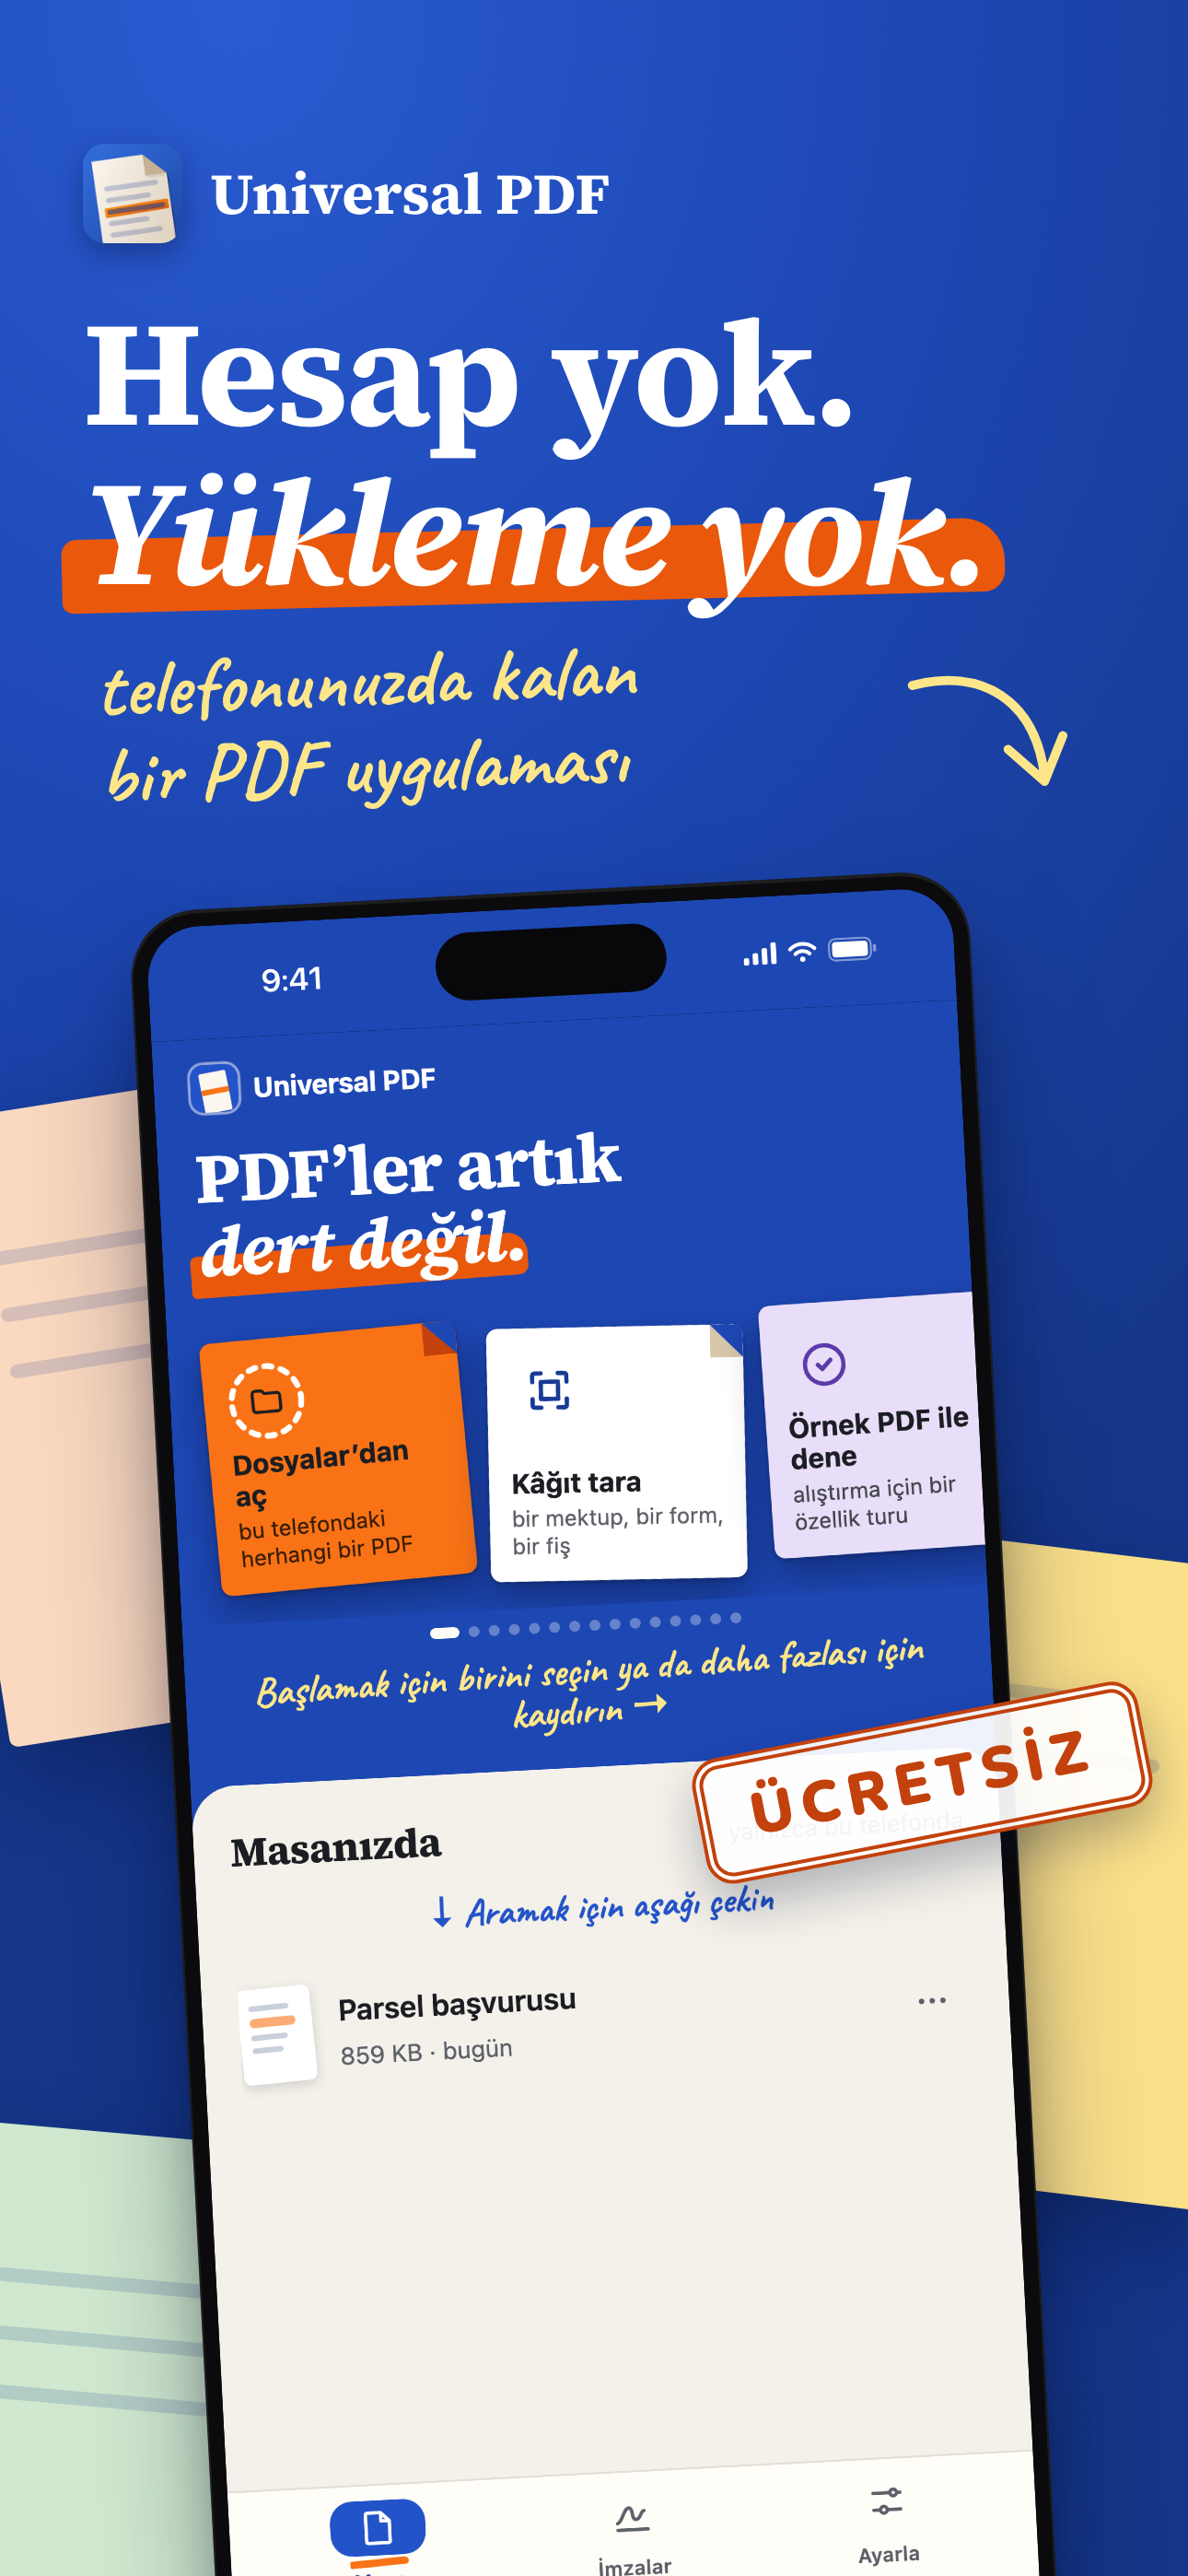 Universal PDF
Hesap yok.
Yükleme yok.
telefonunuzda kalan
bir PDF uygulaması
9:41
Universal PDF
PDF’ler artık
dert değil.
Dosyalar’dan
aç
bu telefondaki
herhangi bir PDF
Kâğıt tara
bir mektup, bir form,
bir fiş
Örnek PDF ile
dene
alıştırma için bir
özellik turu
Başlamak için birini seçin ya da daha fazlası için
kaydırın →
ÜCRETSİZ
Masanızda
yalnızca bu telefonda
↓ Aramak için aşağı çekin
Parsel başvurusu
859 KB · bugün
İmzalar
Ayarla